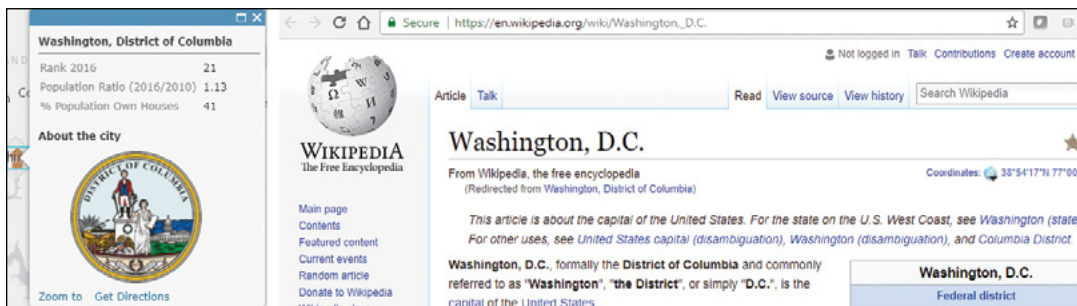 Washington, District of Columbia
Rank 2016 21
Population Ratio (2016/2010) 1.13
% Population Own Houses 41
About the city
DISTRICT OF COLUMBIA
Zoom to Get Directions
Secure | https://en.wikipedia.org/wiki/Washington,_D.C.
Not logged in Talk Contributions Create account
Article Talk Read View source View history Search Wikipedia
WIKIPEDIA
The Free Encyclopedia
Main page
Contents
Featured content
Current events
Random article
Donate to Wikipedia
Washington, D.C.
From Wikipedia, the free encyclopedia
(Redirected from Washington, District of Columbia)
Coordinates: 38°54′17″N 77°00
This article is about the capital of the United States. For the state on the U.S. West Coast, see Washington (state
For other uses, see United States capital (disambiguation), Washington (disambiguation), and Columbia District.
Washington, D.C., formally the District of Columbia and commonly
referred to as "Washington", "the District", or simply "D.C.", is the
capital of the United States.
Washington, D.C.
Federal district